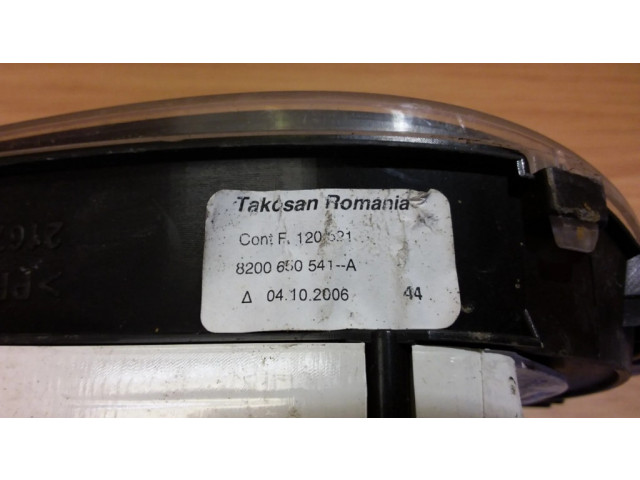 Takosan Romania
Cont F. 120 521
8200 650 541--A
Δ 04.10.2006 44